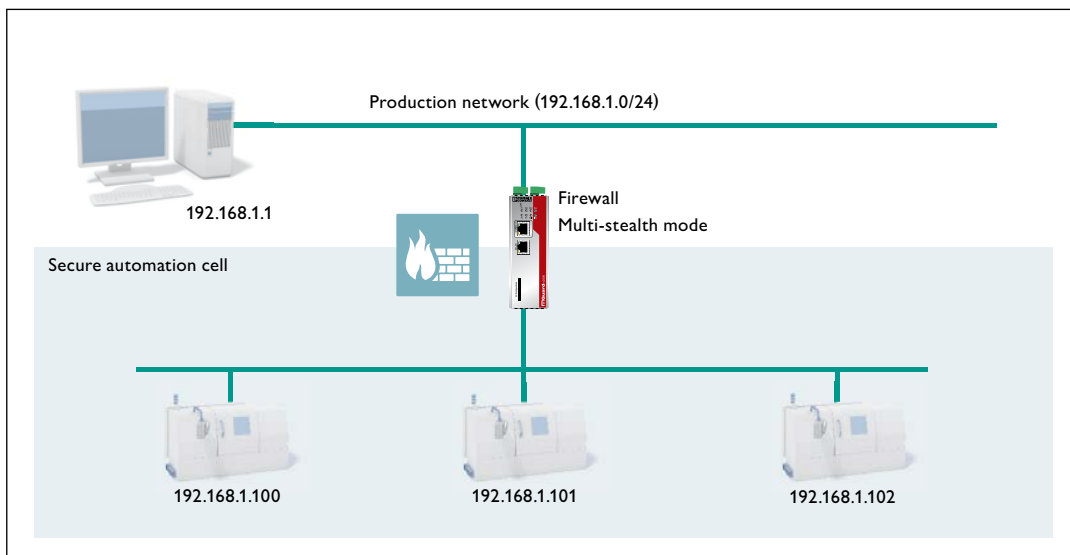 Production network (192.168.1.0/24)
192.168.1.1
Firewall
Multi-stealth mode
Secure automation cell
192.168.1.100
192.168.1.101
192.168.1.102